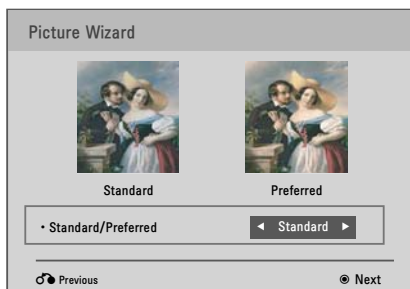 Picture Wizard
Standard Preferred
• Standard/Preferred ◄ Standard ►
Previous ◉ Next